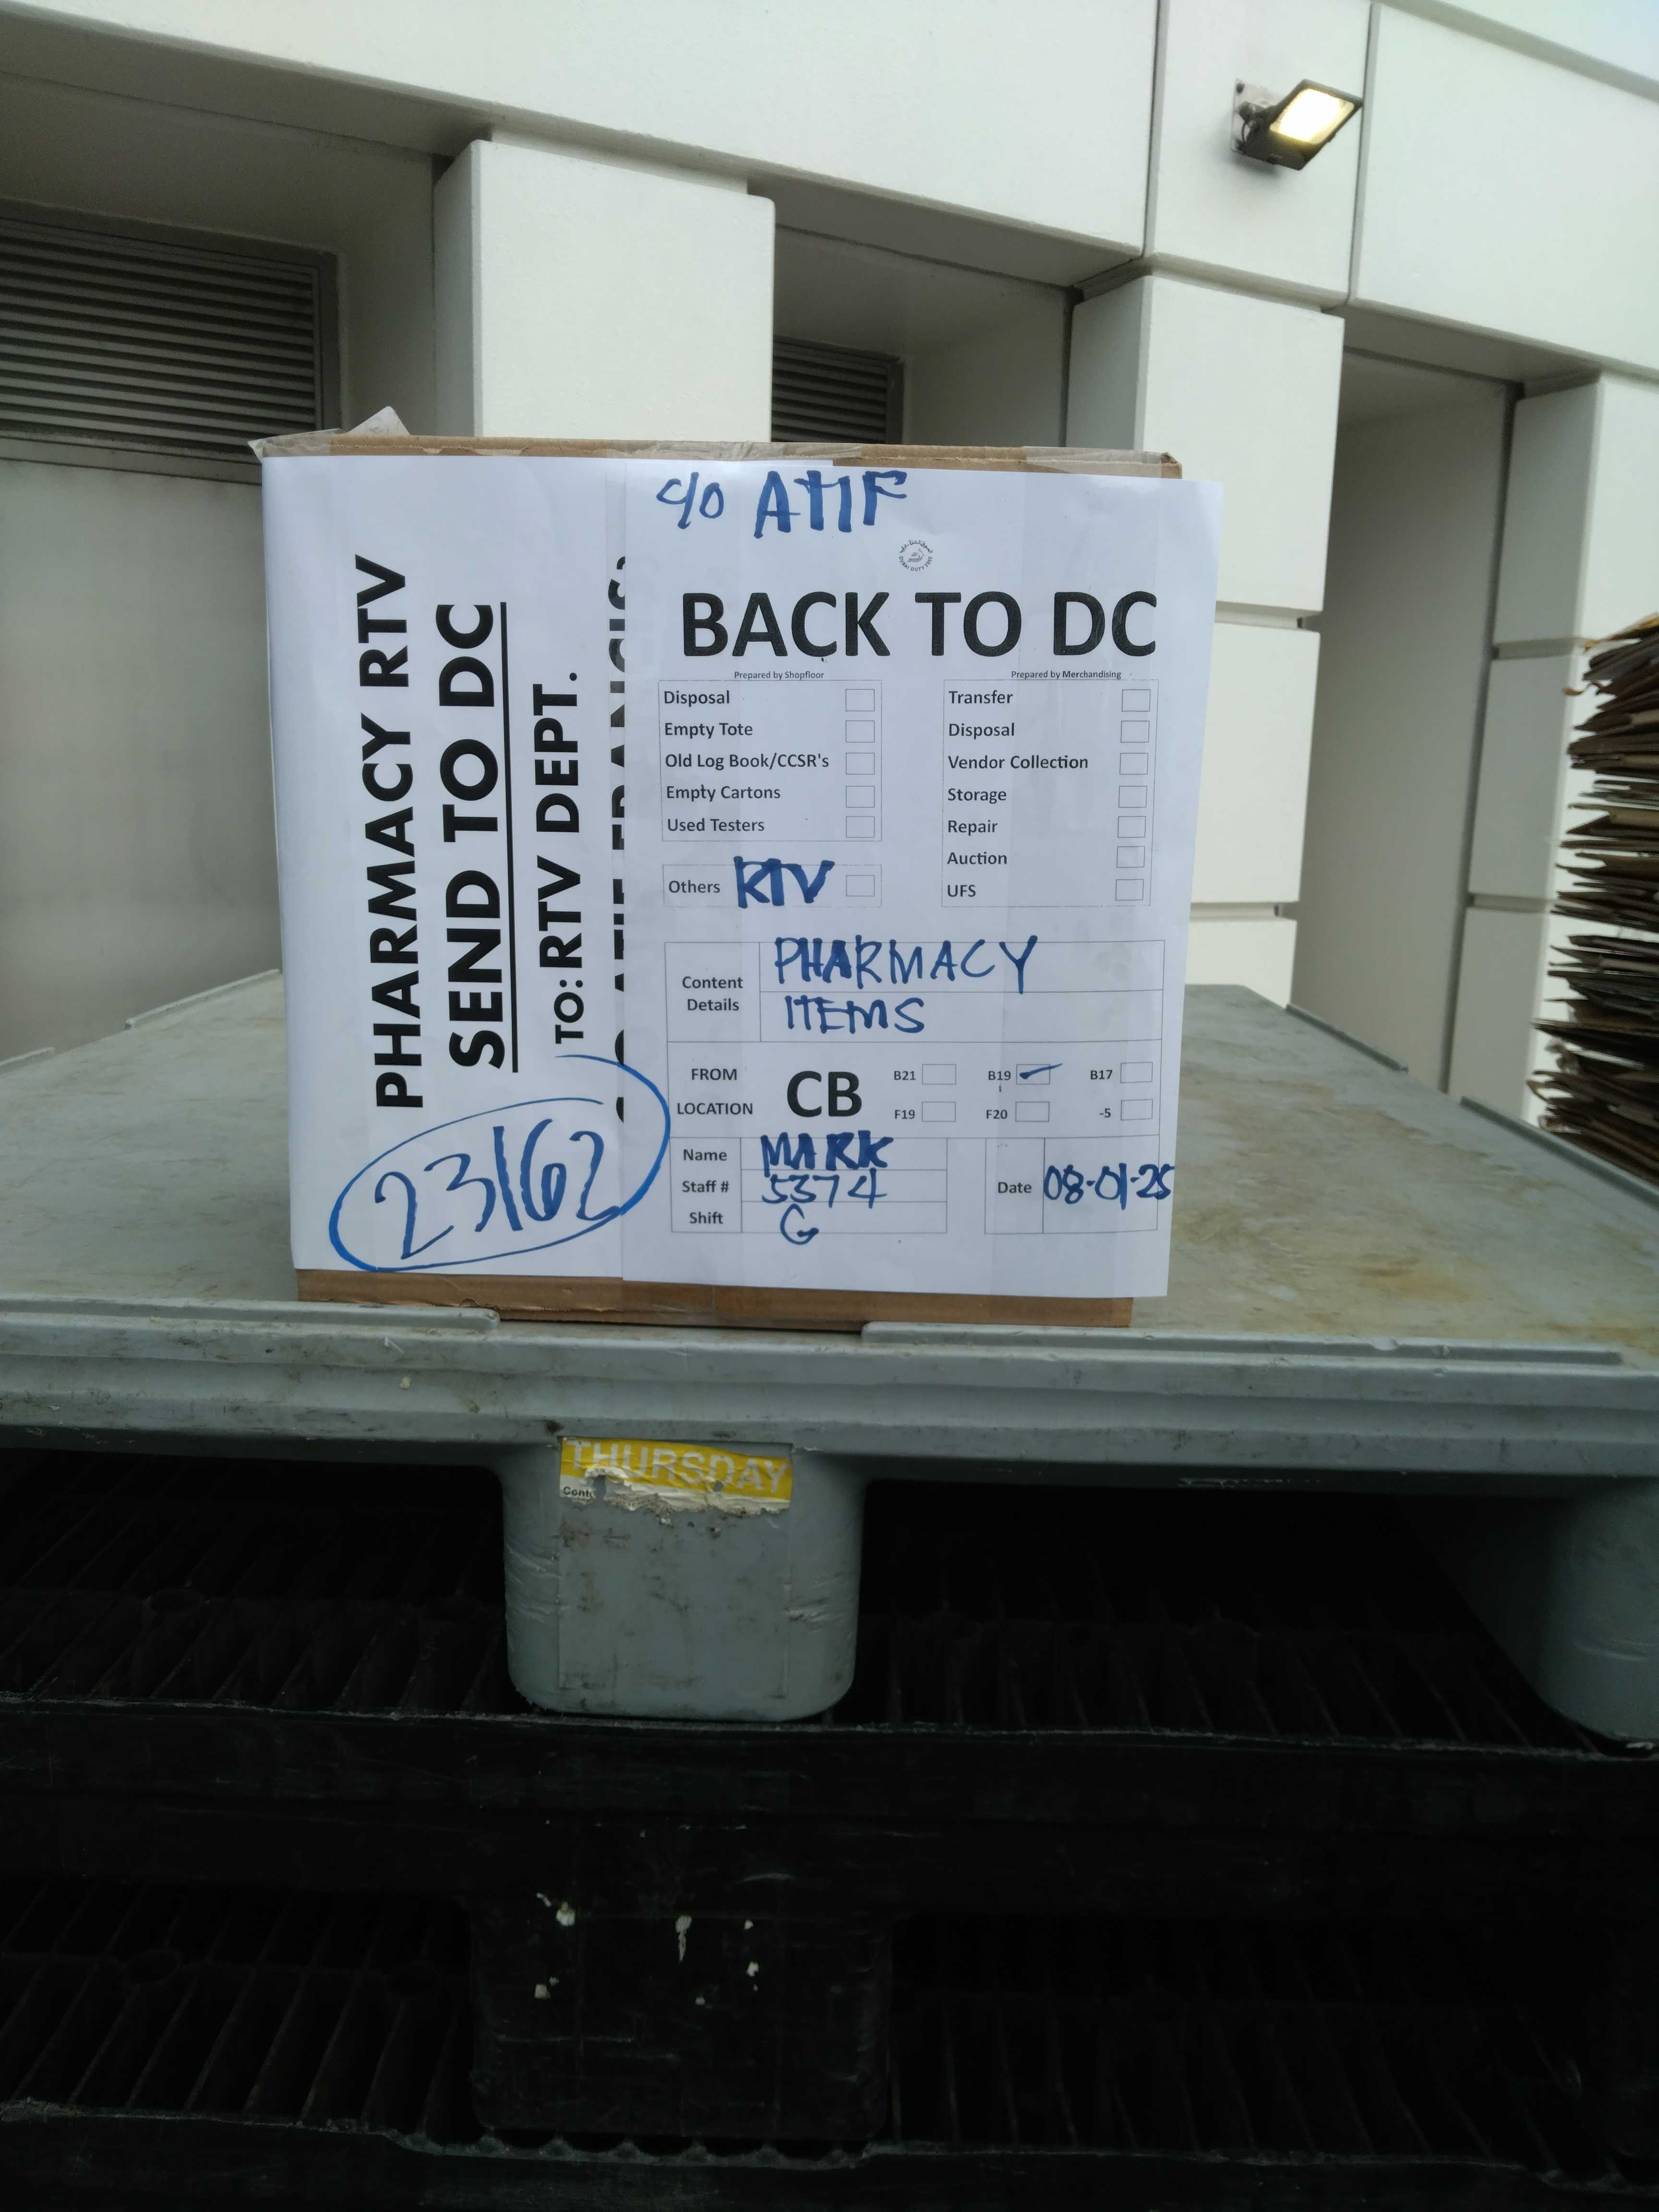 PHARMACY RTV
SEND TO DC
TO: RTV DEPT.
23/62
c/o ATIF
DUBAI DUTY FREE
BACK TO DC
Prepared by Shopfloor
Disposal
Empty Tote
Old Log Book/CCSR's
Empty Cartons
Used Testers
Others RTV
Prepared by Merchandising
Transfer
Disposal
Vendor Collection
Storage
Repair
Auction
UFS
Content Details PHARMACY
ITEMS
FROM LOCATION CB
B21 B19 B17
F19 F20 -5
Name MARK
Staff # 5374
Shift G
Date 08-01-25
THURSDAY